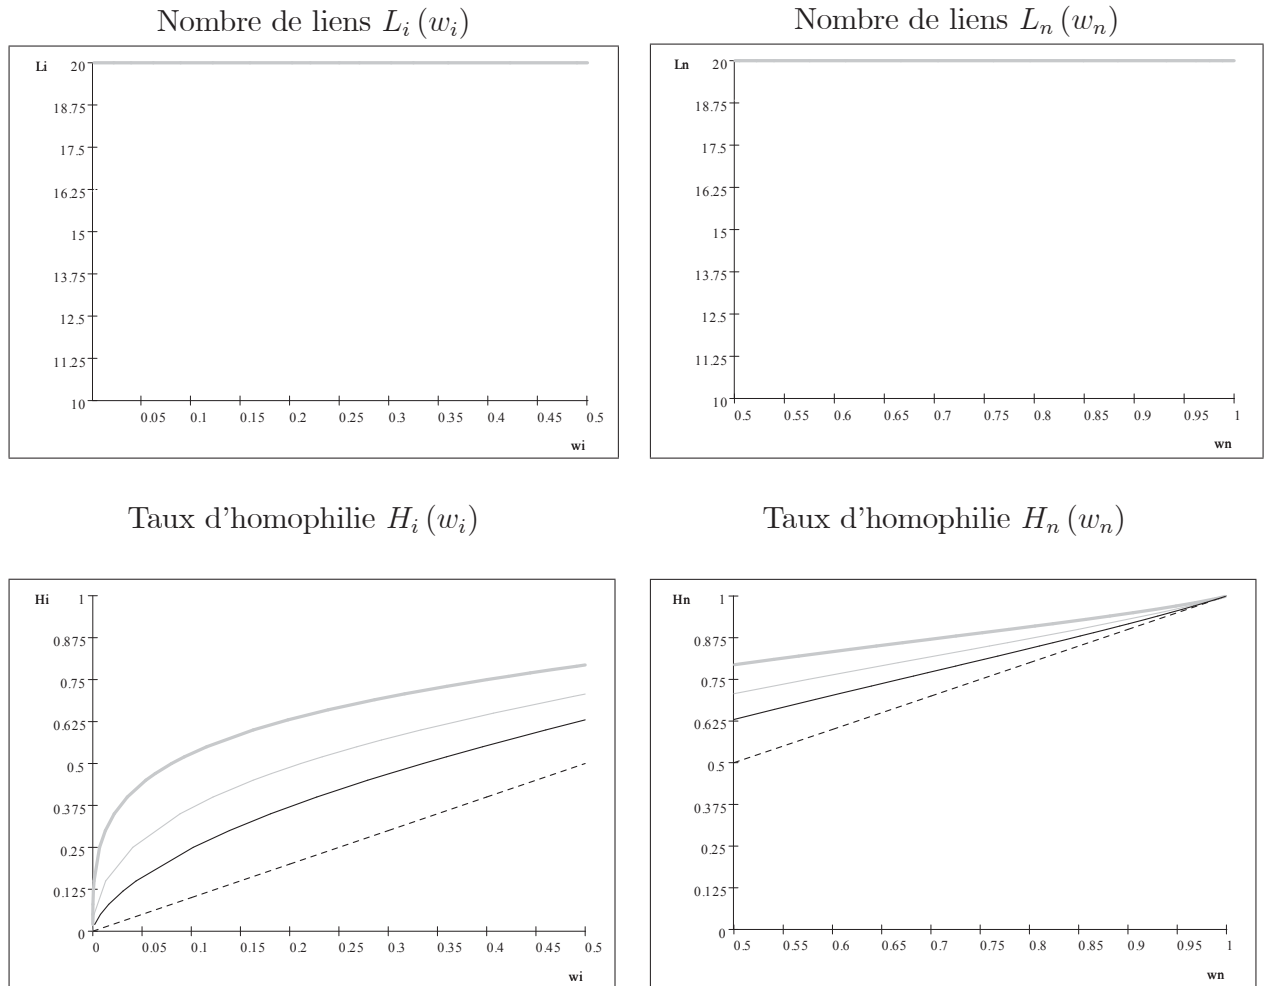 Nombre de liens L_i (w_i)
Nombre de liens L_n (w_n)
Li
20
18.75
17.5
16.25
15
13.75
12.5
11.25
10
0.05 0.1 0.15 0.2 0.25 0.3 0.35 0.4 0.45 0.5
wi
Ln
20
18.75
17.5
16.25
15
13.75
12.5
11.25
10
0.5 0.55 0.6 0.65 0.7 0.75 0.8 0.85 0.9 0.95 1
wn
Taux d'homophilie H_i (w_i)
Taux d'homophilie H_n (w_n)
Hi
1
0.875
0.75
0.625
0.5
0.375
0.25
0.125
0
0 0.05 0.1 0.15 0.2 0.25 0.3 0.35 0.4 0.45 0.5
wi
Hn
1
0.875
0.75
0.625
0.5
0.375
0.25
0.125
0
0.5 0.55 0.6 0.65 0.7 0.75 0.8 0.85 0.9 0.95 1
wn